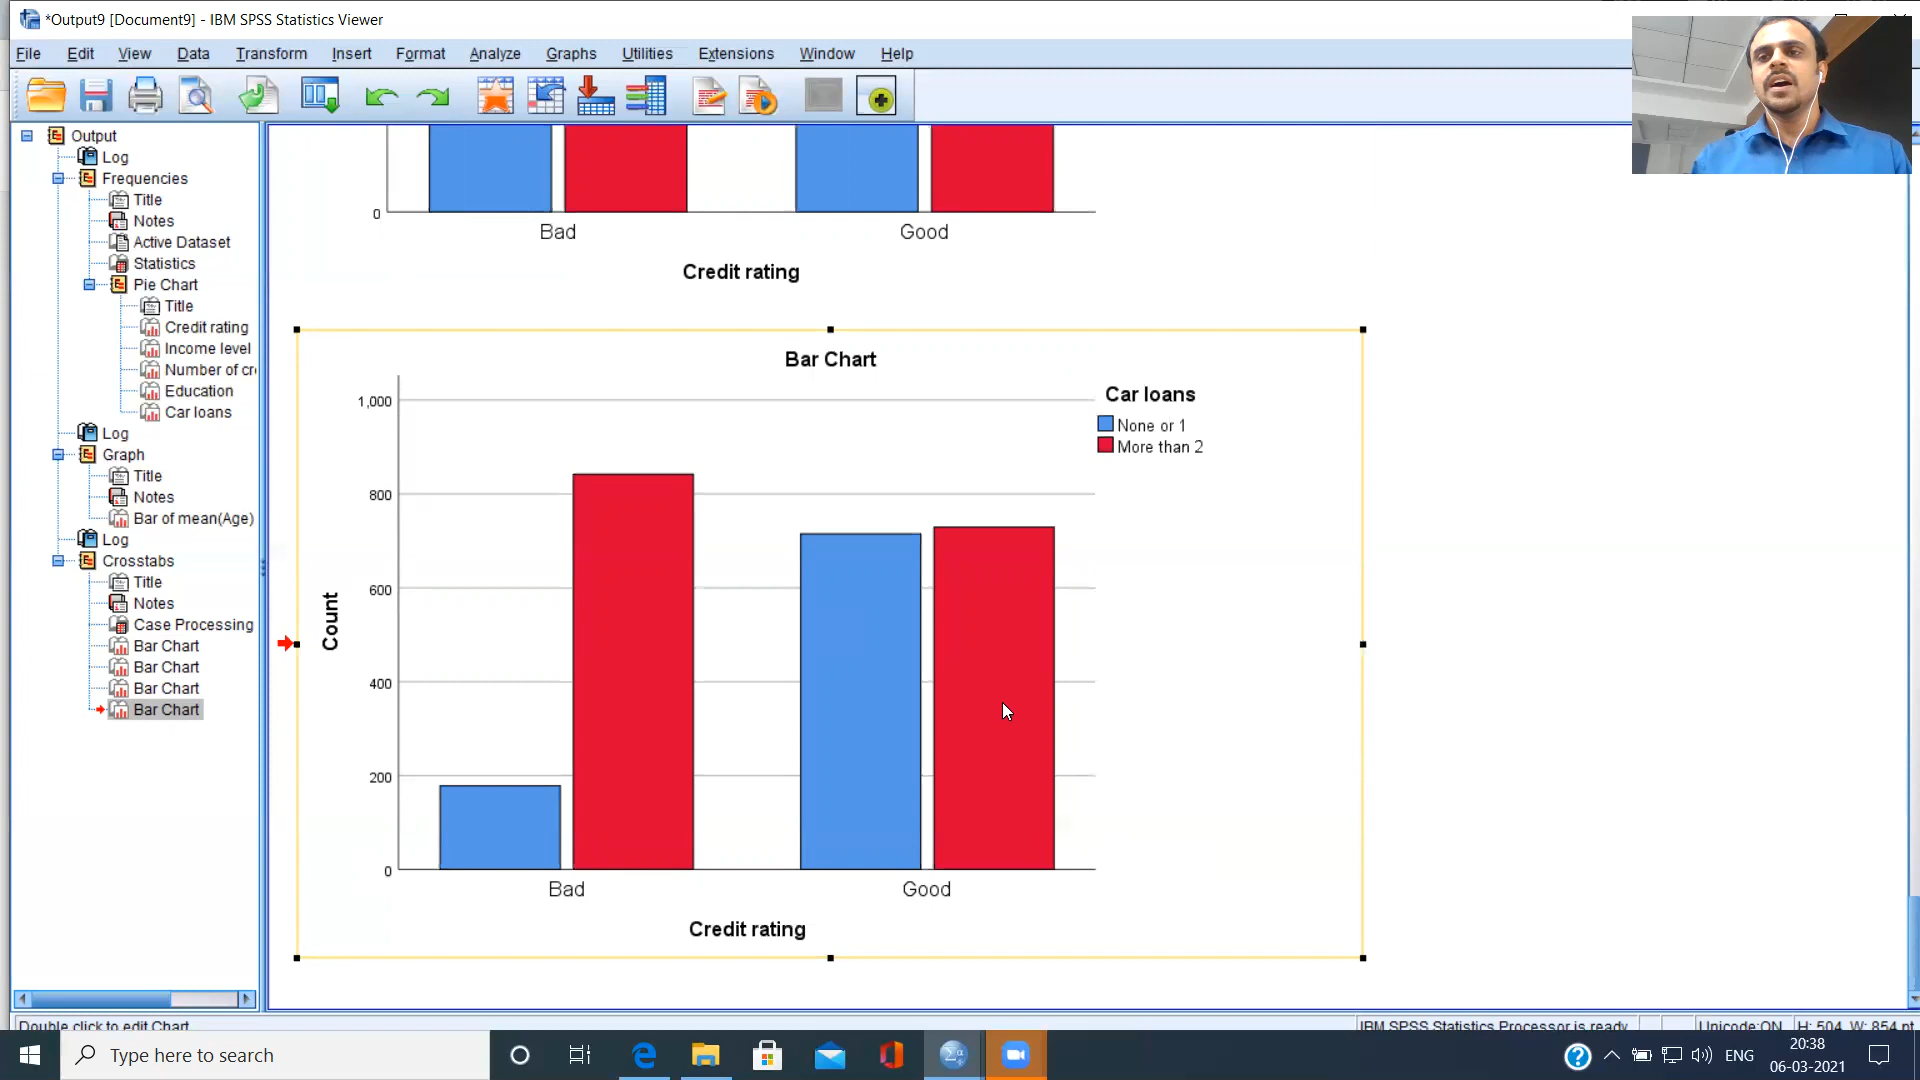 *Output9 [Document9] - IBM SPSS Statistics Viewer
File Edit View Data Transform Insert Format Analyze Graphs Utilities Extensions Window Help
Output
Log
Frequencies
Title
Notes
Active Dataset
Statistics
Pie Chart
Title
Credit rating
Income level
Number of cr
Education
Car loans
Log
Graph
Title
Notes
Bar of mean(Age)
Log
Crosstabs
Title
Notes
Case Processing
Bar Chart
Bar Chart
Bar Chart
Bar Chart
0
Bad Good
Credit rating
Bar Chart
Car loans
None or 1
More than 2
1,000
800
600
400
200
0
Count
Bad Good
Credit rating
Double click to edit Chart
IBM SPSS Statistics Processor is ready Unicode:ON H: 504, W: 854 pt
Type here to search
ENG
20:38
06-03-2021